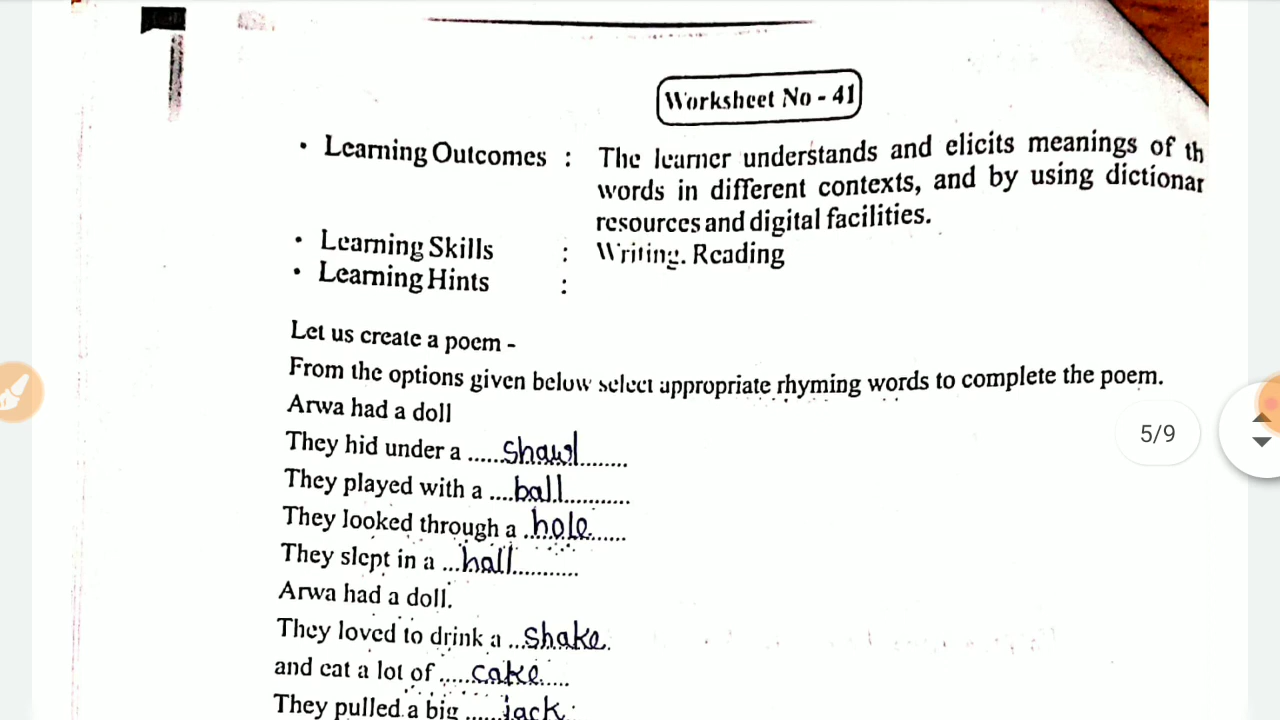 Worksheet No - 41
• Learning Outcomes : The learner understands and elicits meanings of th
words in different contexts, and by using dictionar
resources and digital facilities.
• Learning Skills : Writing. Reading
• Learning Hints :
Let us create a poem -
From the options given below select appropriate rhyming words to complete the poem.
Arwa had a doll
They hid under a ......shawl........
They played with a ....ball............
5/9
They looked through a ..hole.......
They slept in a ...hall............
Arwa had a doll.
They loved to drink a ...shake.
and eat a lot of .....cake......
They pulled a big .....jack.